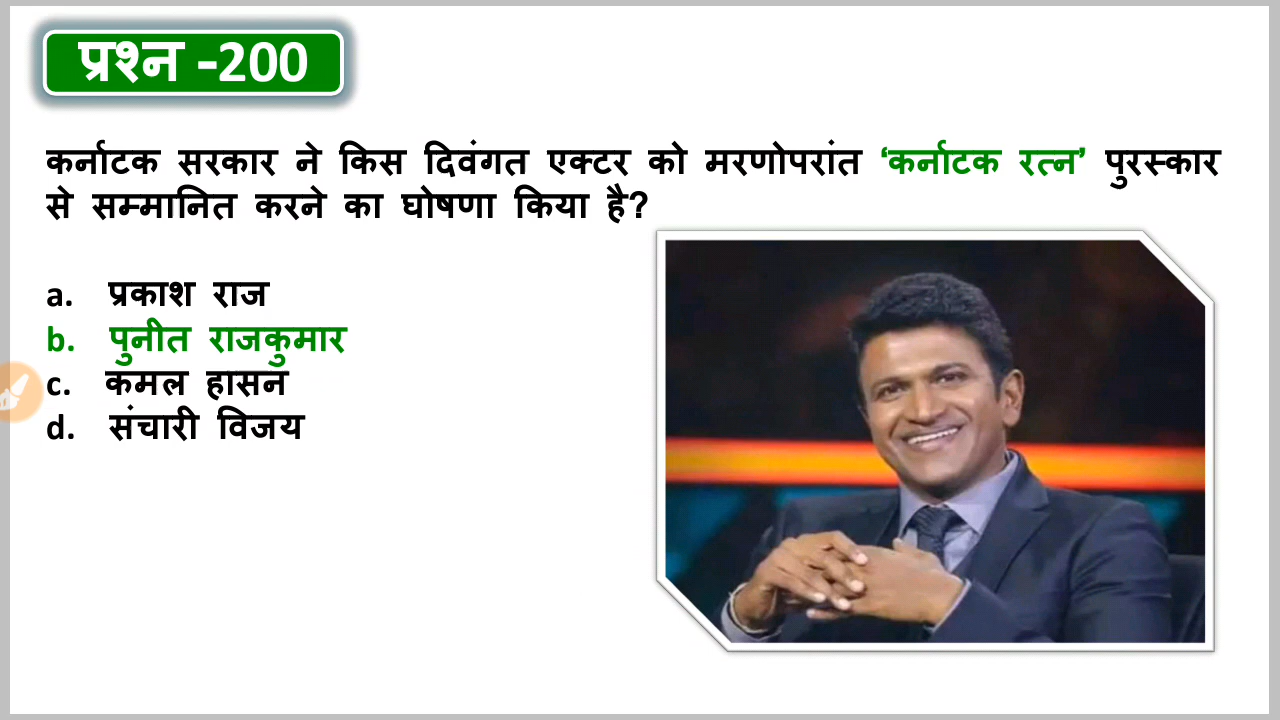 प्रश्न -200
कर्नाटक सरकार ने किस दिवंगत एक्टर को मरणोपरांत ‘कर्नाटक रत्न’ पुरस्कार
से सम्मानित करने का घोषणा किया है?
a. प्रकाश राज
b. पुनीत राजकुमार
c. कमल हासन
d. संचारी विजय